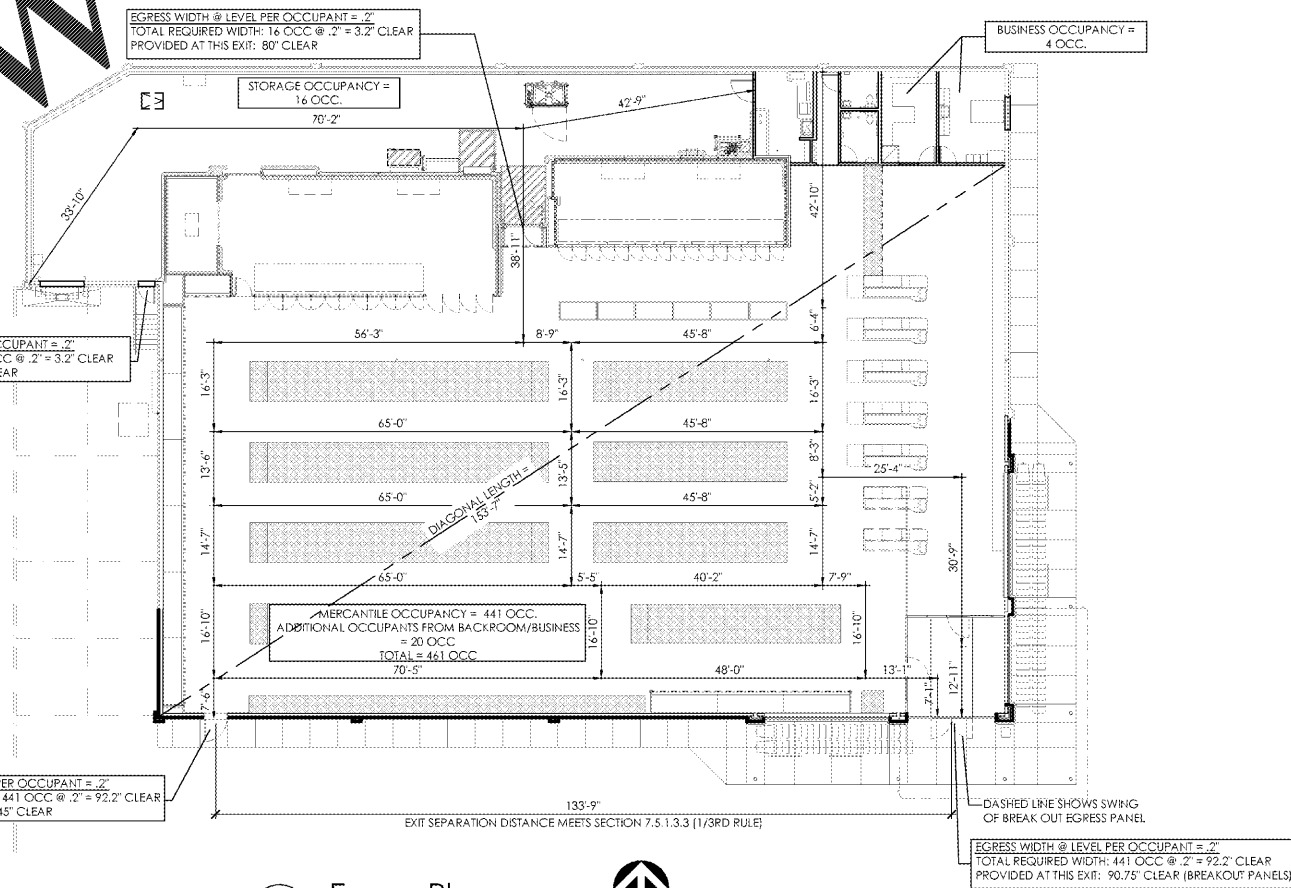 W
EGRESS WIDTH @ LEVEL PER OCCUPANT = .2"
TOTAL REQUIRED WIDTH: 16 OCC @ .2" = 3.2" CLEAR
PROVIDED AT THIS EXIT: 80" CLEAR
BUSINESS OCCUPANCY =
4 OCC.
STORAGE OCCUPANCY =
16 OCC.
70'-2"
42'-9"
33'-10"
38'-11"
42'-10"
CCUPANT = .2"
CC @ .2" = 3.2" CLEAR
EAR
56'-3"
8'-9"
45'-8"
6'-4"
16'-3"
16'-3"
16'-3"
65'-0"
45'-8"
13'-6"
13'-5"
8'-3"
25'-4"
5'-2"
65'-0"
45'-8"
DIAGONAL LENGTH =
153'-7"
14'-7"
14'-7"
14'-7"
30'-9"
65'-0"
5'-5"
40'-2"
7'-9"
16'-10"
MERCANTILE OCCUPANCY = 441 OCC.
ADDITIONAL OCCUPANTS FROM BACKROOM/BUSINESS
= 20 OCC
TOTAL = 461 OCC
16'-10"
16'-10"
70'-5"
48'-0"
13'-1"
7'-6"
7'-1"
12'-11"
PER OCCUPANT = .2"
441 OCC @ .2" = 92.2" CLEAR
45" CLEAR
133'-9"
EXIT SEPARATION DISTANCE MEETS SECTION 7.5.1.3.3 (1/3RD RULE)
DASHED LINE SHOWS SWING
OF BREAK OUT EGRESS PANEL
EGRESS WIDTH @ LEVEL PER OCCUPANT = .2"
TOTAL REQUIRED WIDTH: 441 OCC @ .2" = 92.2" CLEAR
PROVIDED AT THIS EXIT: 90.75" CLEAR (BREAKOUT PANELS)